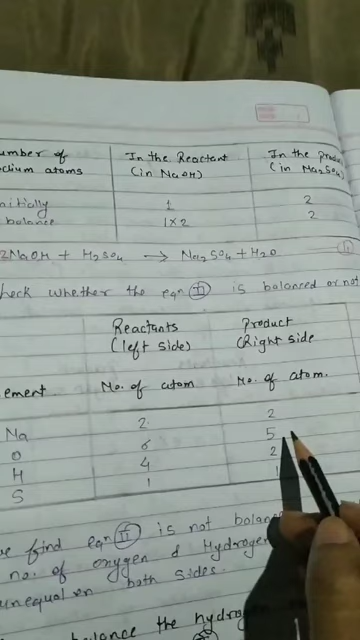 umber of In the Reactant In the produ
dium atoms (in NaOH) (in Na2SO4)
nitially 1 2
balance 1×2 2
2NaOH + H2SO4 → Na2SO4 + H2O
heck whether the eqn II is balanced or not
Reactants Product
(left side) (Right side
ement No. of atom No. of atom.
Na 2 2
O 6 5
H 4 2
S 1 1
e find eqn II is not balan
no. of oxygen & Hydrogen
unequal on both sides.
balance the hydro